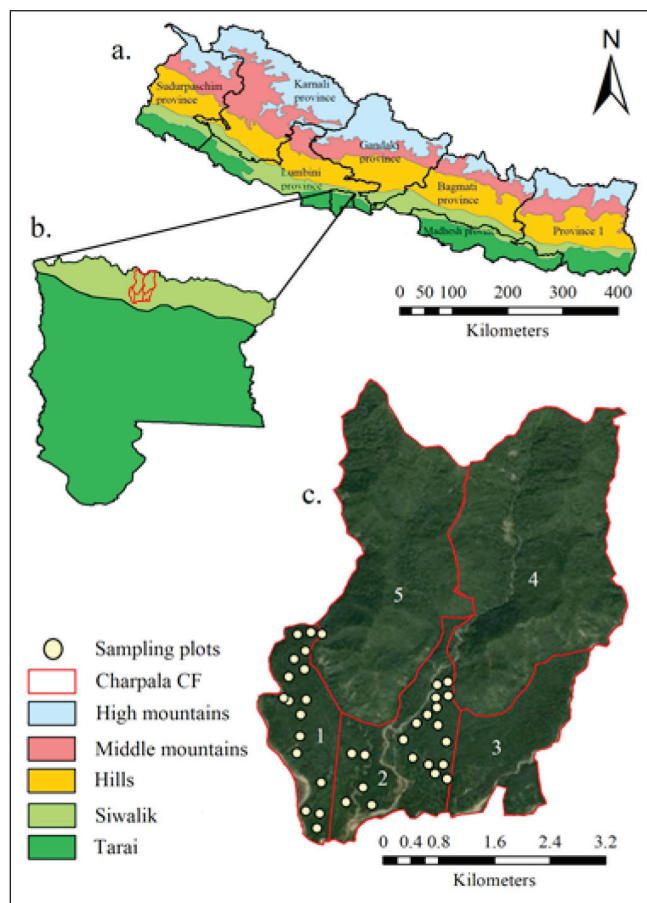 a.
N
Sudurpaschim
province
Karnali
province
Gandaki
province
Lumbini
province
Bagmati
province
Province 1
Madhesh provin
0 50 100 200 300 400
Kilometers
b.
c.
5
4
1
2
3
Sampling plots
Charpala CF
High mountains
Middle mountains
Hills
Siwalik
Tarai
0 0.4 0.8 1.6 2.4 3.2
Kilometers